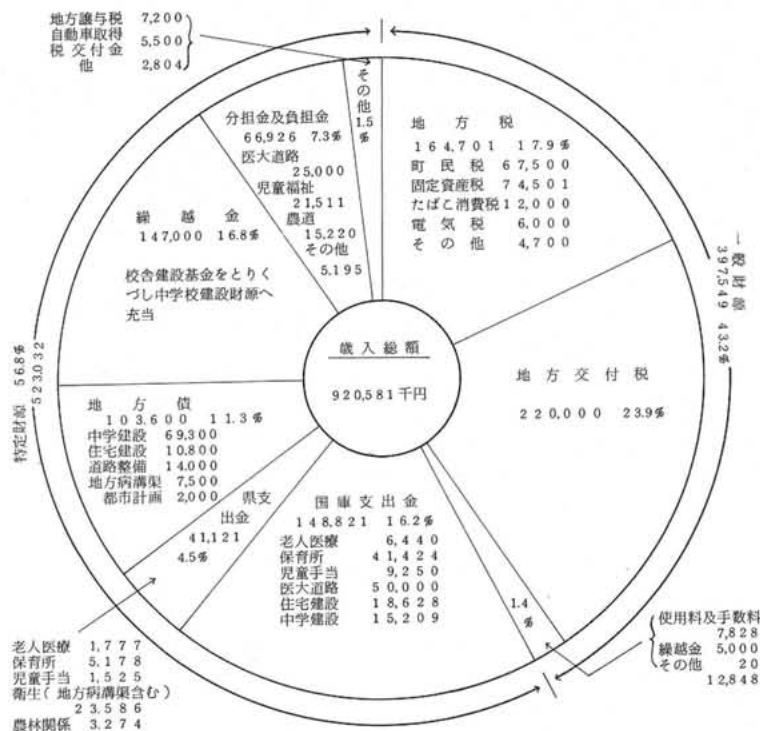 地方譲与税 7,200
自動車取得
税交付金 5,500
他 2,804
その他
1.5%
分担金及負担金
66,926 7.3%
医大道路
25,000
児童福祉
21,511
農道
15,220
その他
5,195
地方税
164,701 17.9%
町民税 67,500
固定資産税 74,501
たばこ消費税 12,000
電気税 6,000
その他 4,700
一般財源
397,549 43.2%
繰越金
147,000 16.8%
校舎建設基金をとりく
づし中学校建設財源へ
充当
歳入総額
920,581千円
地方交付税
220,000 23.9%
特定財源 56.8%
523,032
地方債
103,600 11.3%
中学建設 69,300
住宅建設 10,800
道路整備 14,000
地方病溝渠 7,500
都市計画 2,000
県支
出金
41,121
4.5%
国庫支出金
148,821 16.2%
老人医療 6,440
保育所 41,424
児童手当 9,250
医大道路 50,000
住宅建設 18,628
中学建設 15,209
1.4
%
使用料及手数料
7,828
繰越金 5,000
その他 20
12,848
老人医療 1,777
保育所 5,178
児童手当 1,525
衛生(地方病溝渠含む)
23,586
農林関係 3,274